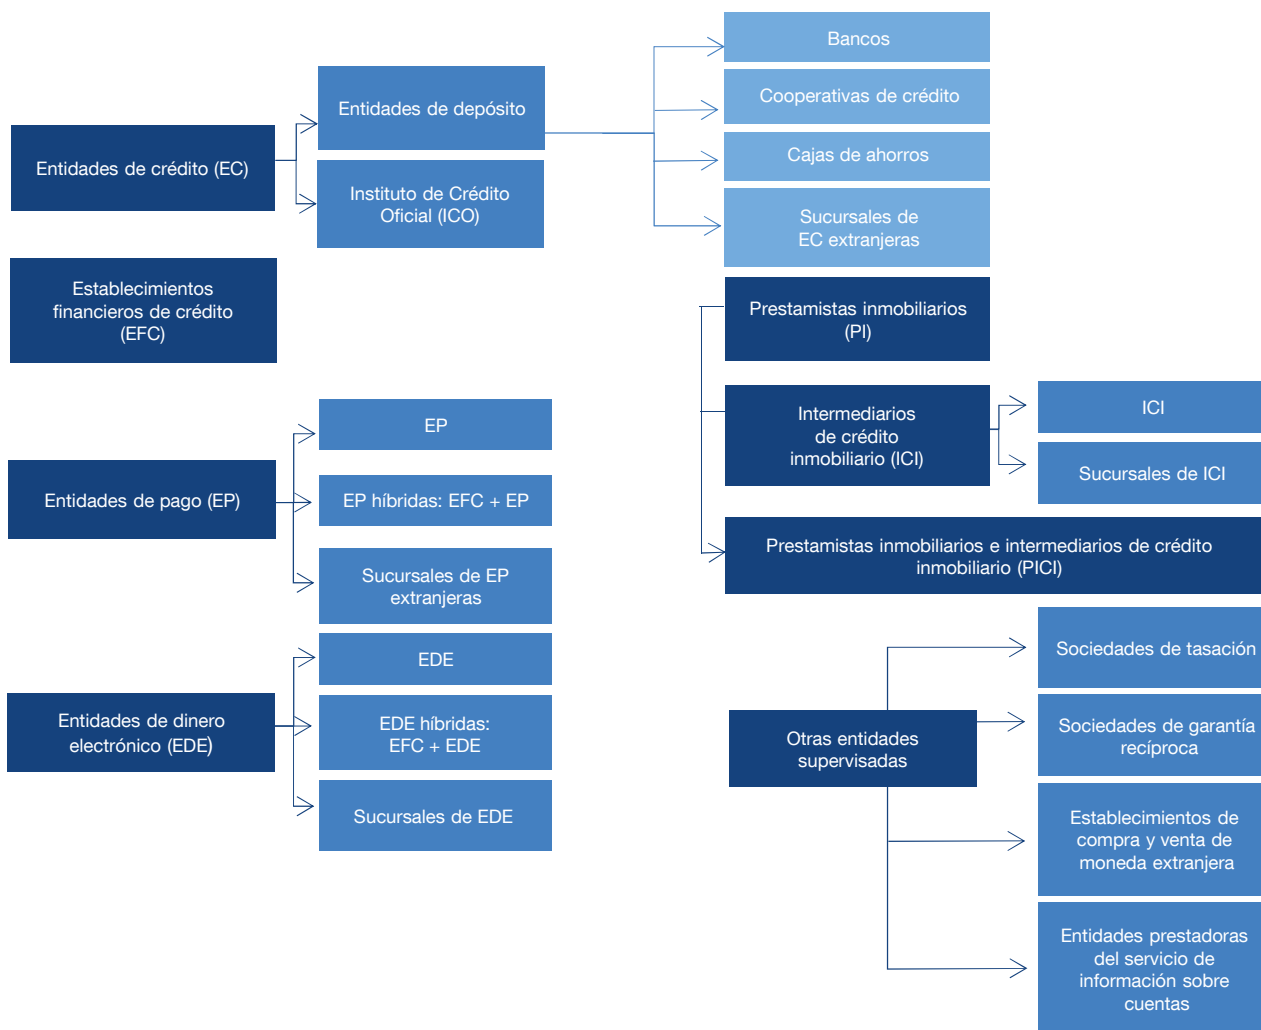 Entidades de crédito (EC)
Entidades de depósito
Instituto de Crédito
Oficial (ICO)
Bancos
Cooperativas de crédito
Cajas de ahorros
Sucursales de
EC extranjeras
Establecimientos
financieros de crédito
(EFC)
Entidades de pago (EP)
EP
EP híbridas: EFC + EP
Sucursales de EP
extranjeras
Entidades de dinero
electrónico (EDE)
EDE
EDE híbridas:
EFC + EDE
Sucursales de EDE
Prestamistas inmobiliarios
(PI)
Intermediarios
de crédito
inmobiliario (ICI)
ICI
Sucursales de ICI
Prestamistas inmobiliarios e intermediarios de crédito
inmobiliario (PICI)
Otras entidades
supervisadas
Sociedades de tasación
Sociedades de garantía
recíproca
Establecimientos de
compra y venta de
moneda extranjera
Entidades prestadoras
del servicio de
información sobre
cuentas